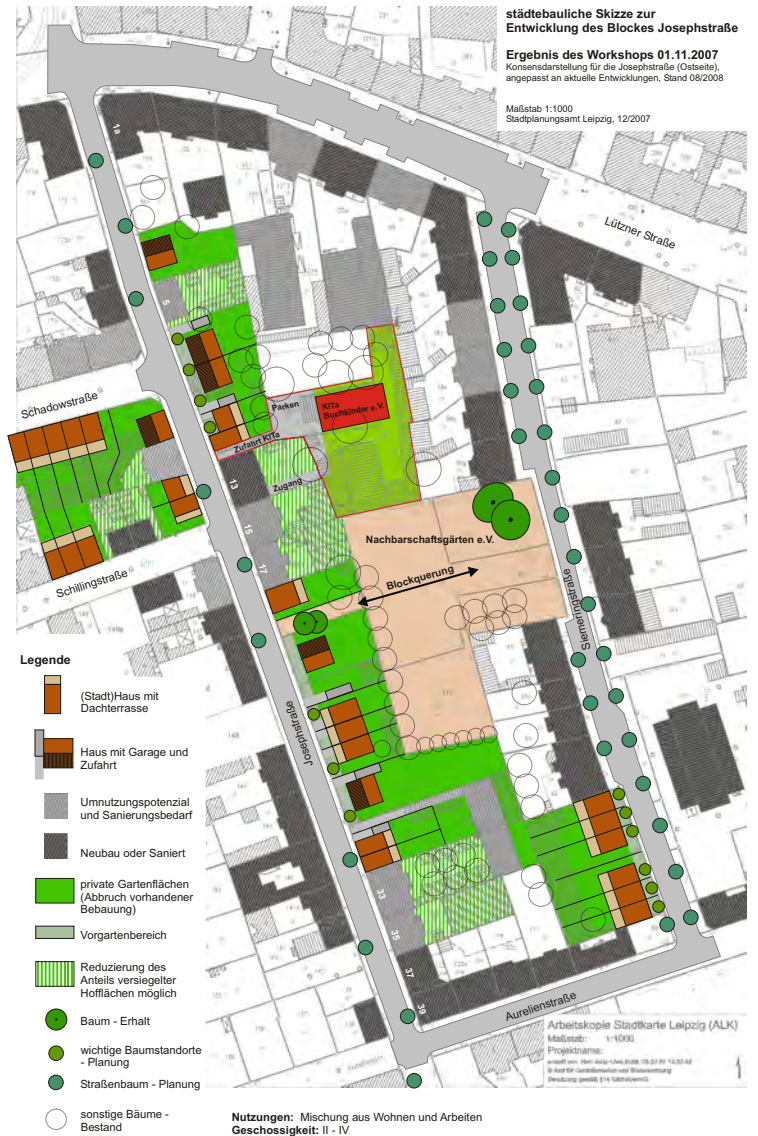 städtebauliche Skizze zur
Entwicklung des Blockes Josephstraße
Ergebnis des Workshops 01.11.2007
Konsensdarstellung für die Josephstraße (Ostseite),
angepasst an aktuelle Entwicklungen, Stand 08/2008
Maßstab 1:1000
Stadtplanungsamt Leipzig, 12/2007
1a
Lützner Straße
5
Schadowstraße
Parken
KiTa
Buefikinder e.V.
Zufahrt KiTa
13
Zugang
15
Nachbarschaftsgärten e.V.
17
Blockquerung
Schillingstraße
Siemeringstraße
Josephstraße
33
35
37
39
Aurelienstraße
Legende
(Stadt)Haus mit
Dachterrasse
Haus mit Garage und
Zufahrt
Umnutzungspotenzial
und Sanierungsbedarf
Neubau oder Saniert
private Gartenflächen
(Abbruch vorhandener
Bebauung)
Vorgartenbereich
Reduzierung des
Anteils versiegelter
Hofflächen möglich
Baum - Erhalt
wichtige Baumstandorte
- Planung
Straßenbaum - Planung
sonstige Bäume -
Bestand
Nutzungen: Mischung aus Wohnen und Arbeiten
Geschossigkeit: II - IV
Arbeitskopie Stadtkarte Leipzig (ALK)
Maßstab: 1:1000
Projektname: